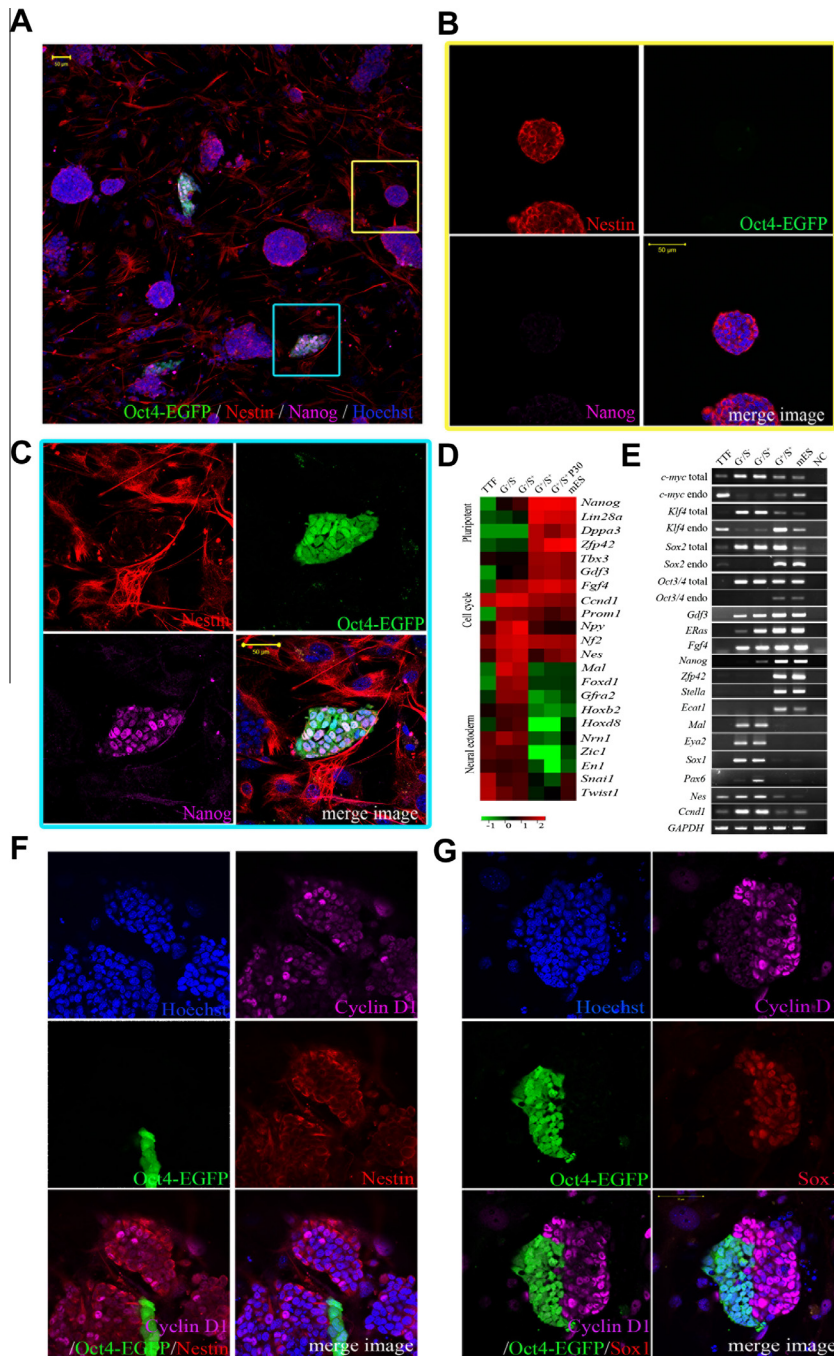 A
50 µm
Oct4-EGFP / Nestin / Nanog / Hoechst
B
Nestin
Oct4-EGFP
50 µm
Nanog
merge image
C
Nestin
Oct4-EGFP
50 µm
Nanog
merge image
D
TTF
G-/S-
G-/S+
G+/S+
G+/S+ P30
mES
Pluripotent
Cell cycle
Neural ectoderm
Nanog
Lin28a
Dppa3
Zfp42
Tbx3
Gdf3
Fgf4
Ccnd1
Prom1
Npy
Nf2
Nes
Mal
Foxd1
Gfra2
Hoxb2
Hoxd8
Nrn1
Zic1
En1
Snai1
Twist1
-1 0 1 2
E
TTF
G-/S-
G-/S+
G+/S+
mES
NC
c-myc total
c-myc endo
Klf4 total
Klf4 endo
Sox2 total
Sox2 endo
Oct3/4 total
Oct3/4 endo
Gdf3
ERas
Fgf4
Nanog
Zfp42
Stella
Ecat1
Mal
Eya2
Sox1
Pax6
Nes
Ccnd1
GAPDH
F
Hoechst
Cyclin D1
Oct4-EGFP
Nestin
Cyclin D1
/Oct4-EGFP/Nestin
merge image
G
Hoechst
Cyclin D
Oct4-EGFP
Sox
Cyclin D1
/Oct4-EGFP/Sox1
merge image